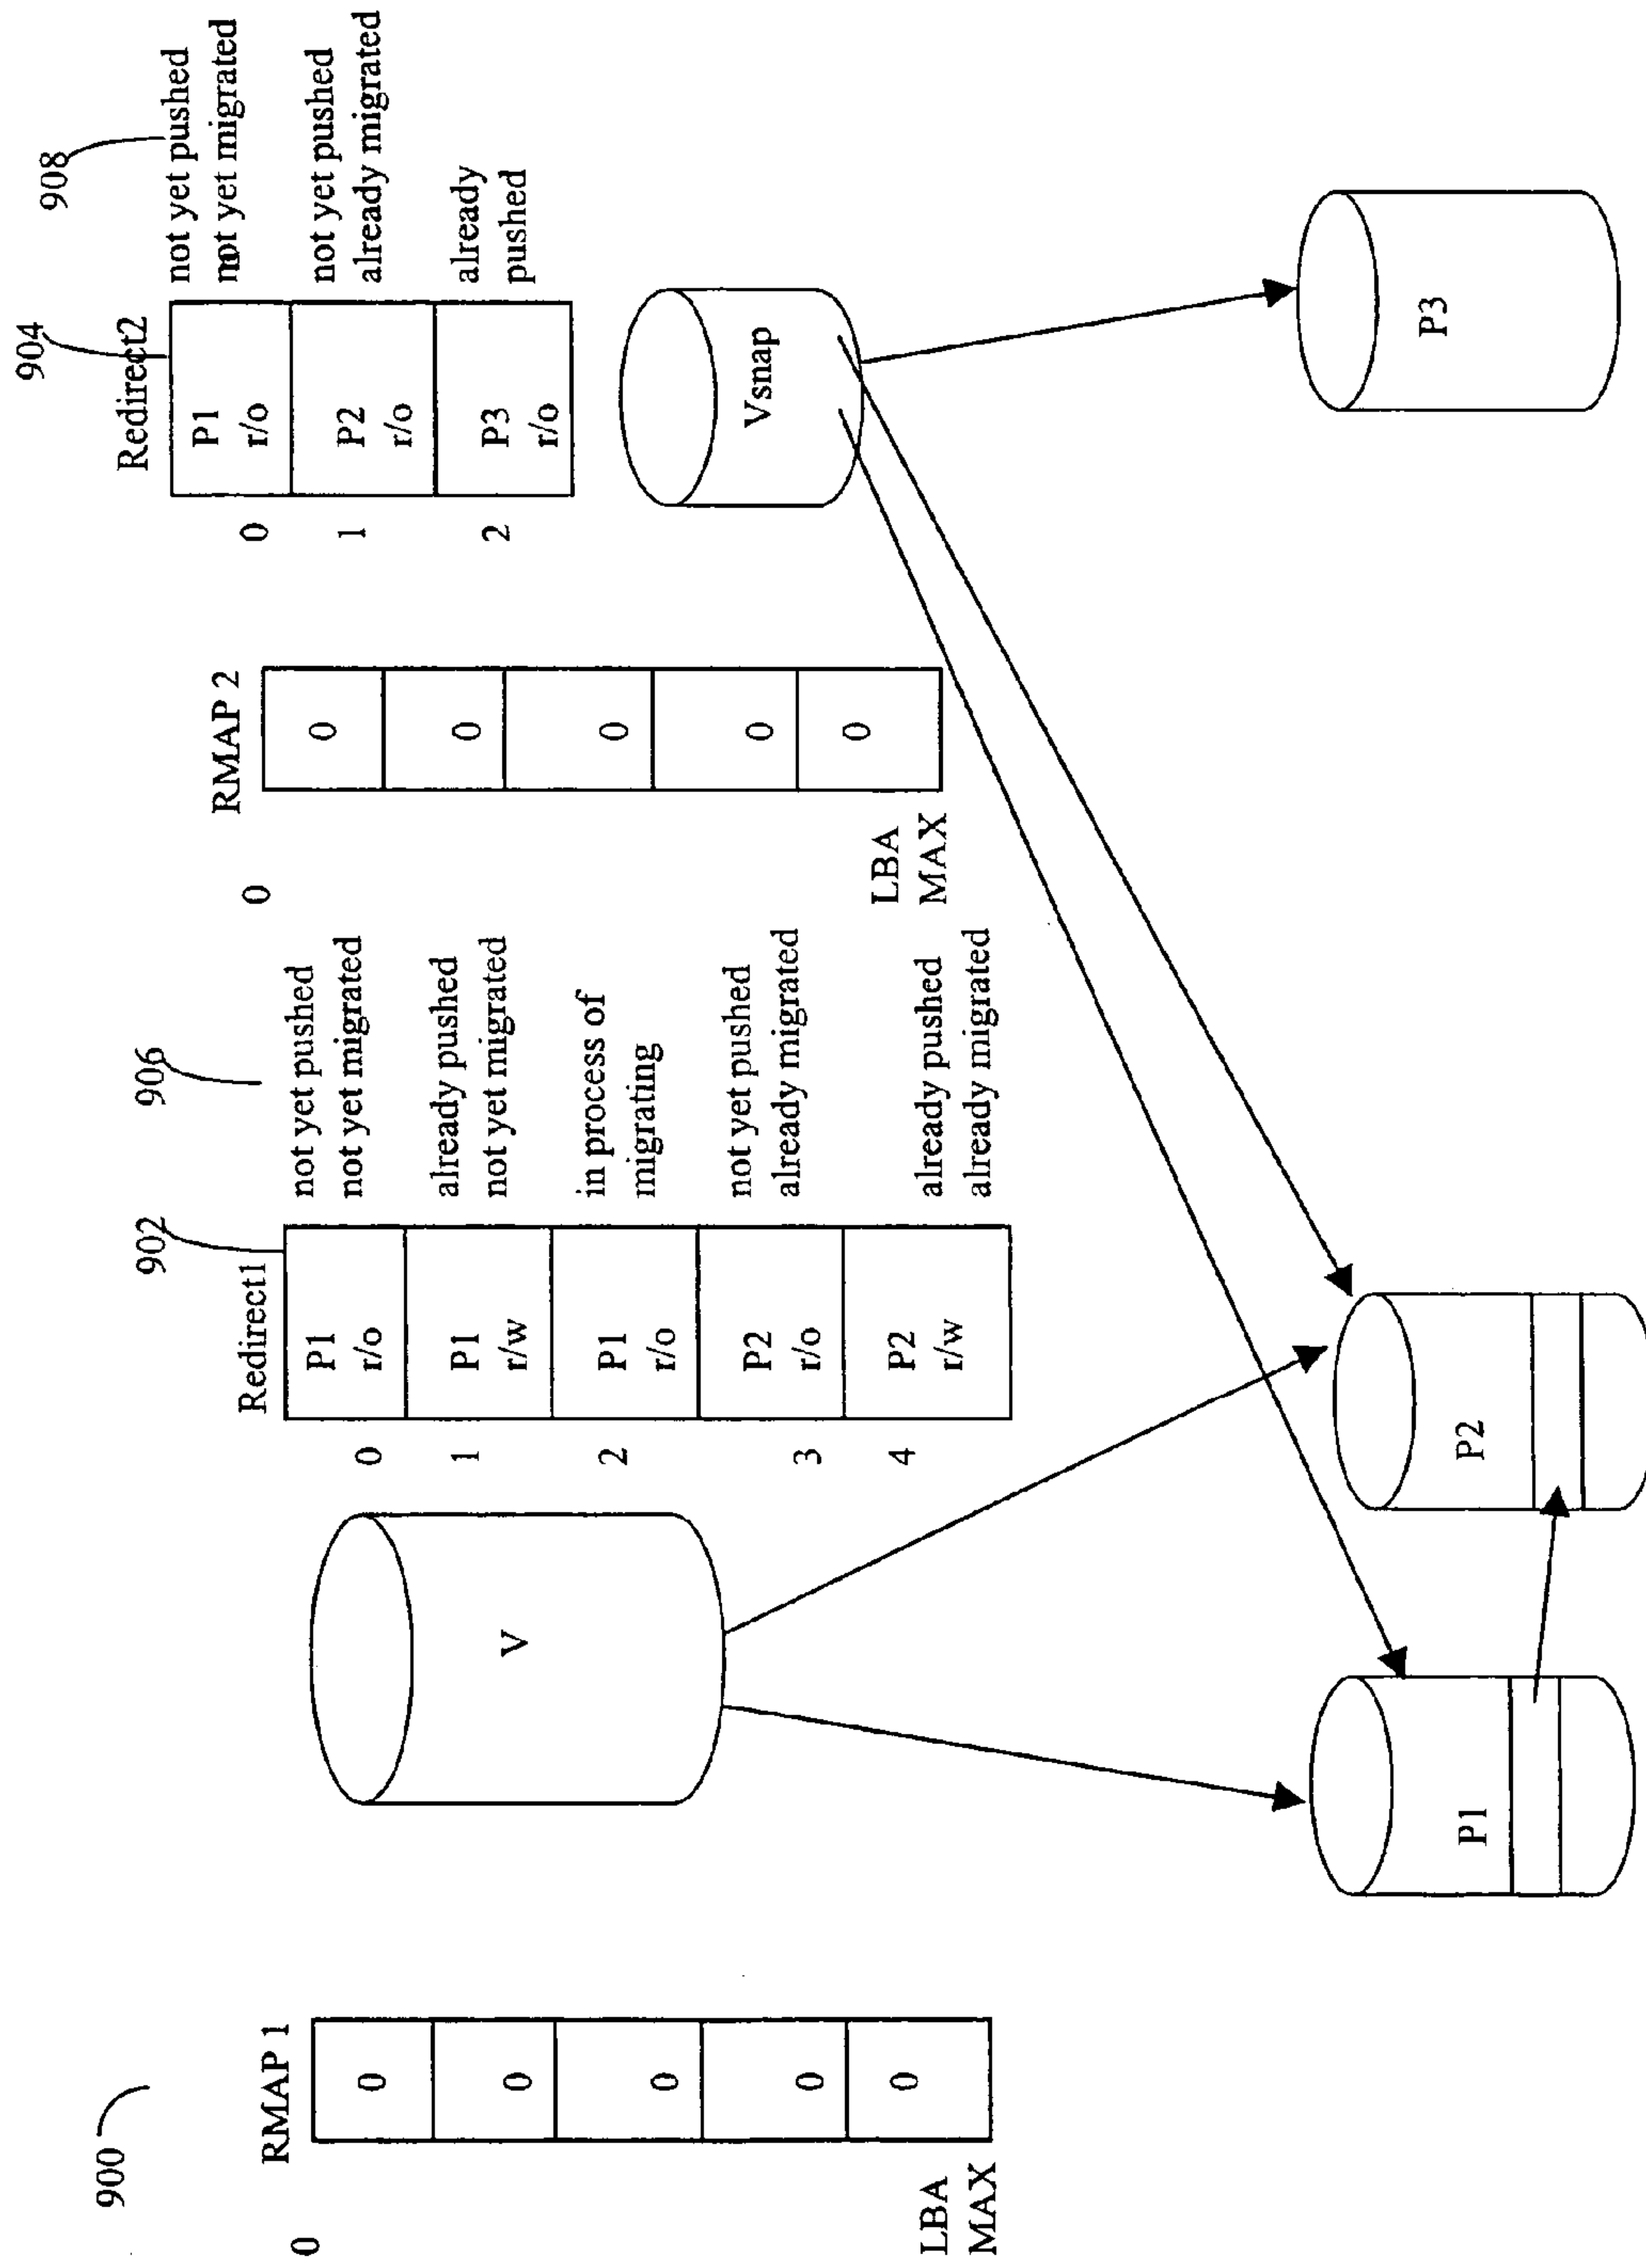 900
RMAP 1
0
0
0
0
0
0
LBA
MAX
V
902
Redirect1
0
P1
r/o
1
P1
r/w
2
P1
r/o
3
P2
r/o
4
P2
r/w
906
not yet pushed
not yet migrated
already pushed
not yet migrated
in process of
migrating
not yet pushed
already migrated
already pushed
already migrated
RMAP 2
0
0
0
0
0
0
LBA
MAX
904
Redirect2
0
P1
r/o
1
P2
r/o
2
P3
r/o
908
not yet pushed
not yet migrated
not yet pushed
already migrated
already
pushed
Vsnap
P1
P2
P3